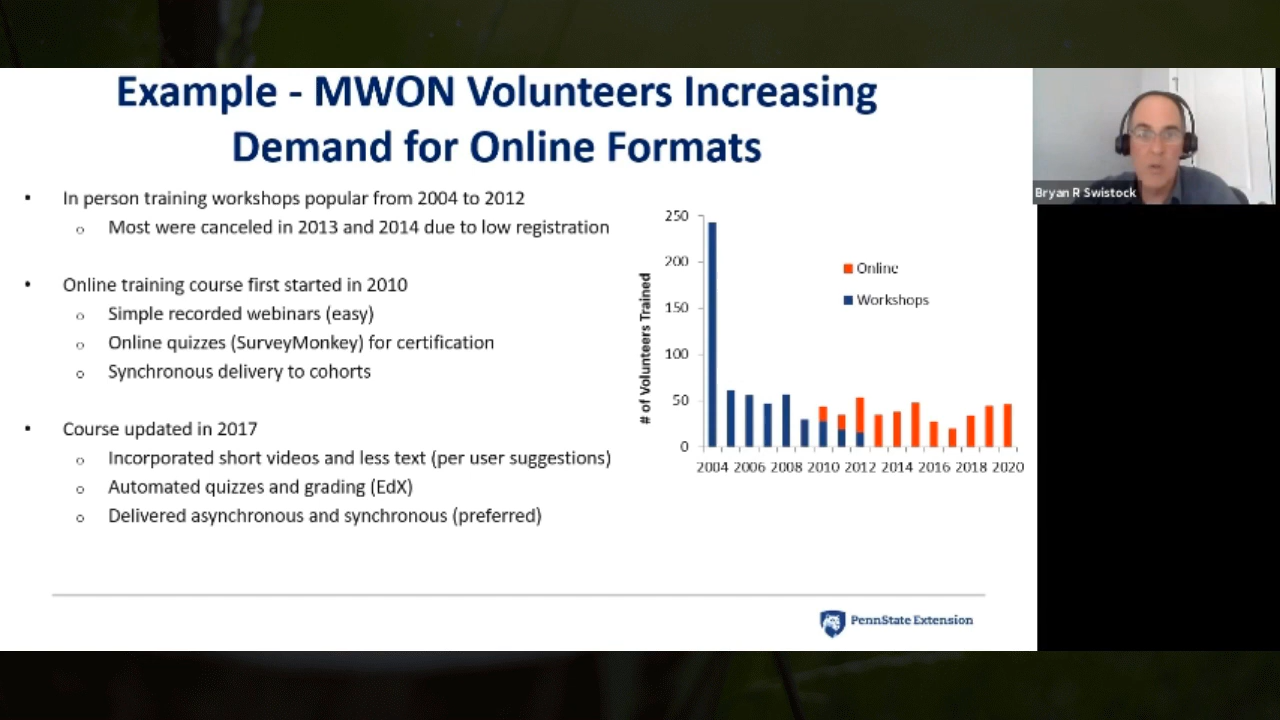 Example - MWON Volunteers Increasing
Demand for Online Formats
Bryan R Swistock
• In person training workshops popular from 2004 to 2012
o Most were canceled in 2013 and 2014 due to low registration
• Online training course first started in 2010
o Simple recorded webinars (easy)
o Online quizzes (SurveyMonkey) for certification
o Synchronous delivery to cohorts
• Course updated in 2017
o Incorporated short videos and less text (per user suggestions)
o Automated quizzes and grading (EdX)
o Delivered asynchronous and synchronous (preferred)
# of Volunteers Trained
250
200
150
100
50
0
Online
Workshops
2004 2006 2008 2010 2012 2014 2016 2018 2020
PennState Extension